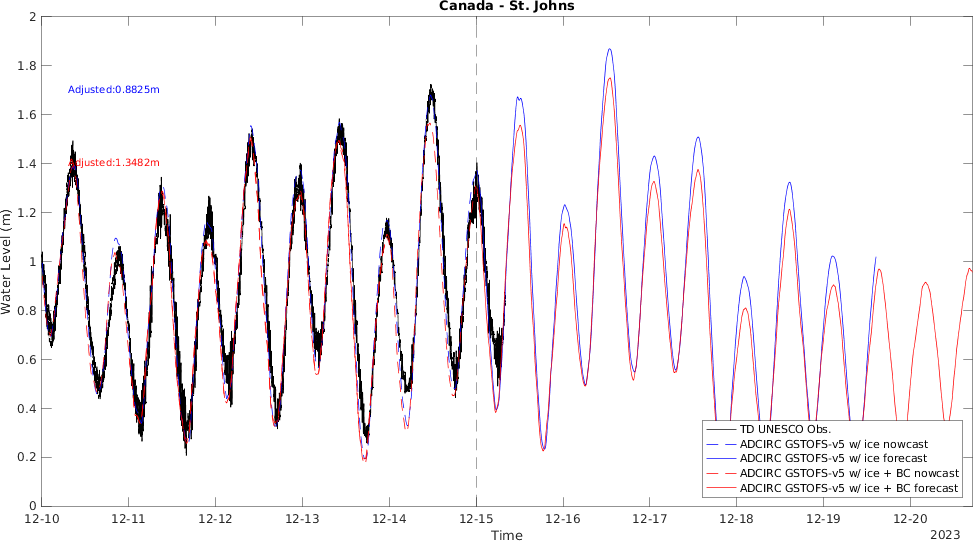 Canada - St. Johns
2
1.8
1.6
1.4
1.2
1
0.8
0.6
0.4
0.2
0
Water Level (m)
Adjusted:0.8825m
Adjusted:1.3482m
TD UNESCO Obs.
ADCIRC GSTOFS-v5 w/ ice nowcast
ADCIRC GSTOFS-v5 w/ ice forecast
ADCIRC GSTOFS-v5 w/ ice + BC nowcast
ADCIRC GSTOFS-v5 w/ ice + BC forecast
12-10 12-11 12-12 12-13 12-14 12-15 12-16 12-17 12-18 12-19 12-20
Time
2023